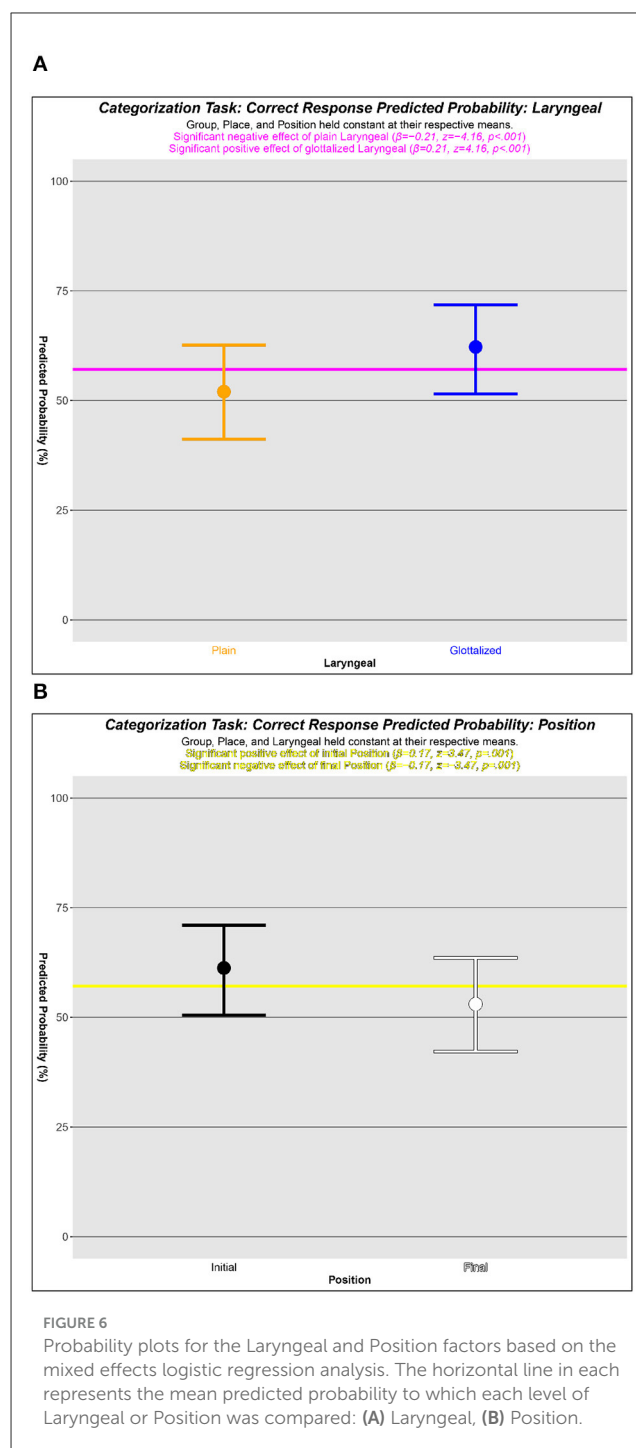 A
Categorization Task: Correct Response Predicted Probability: Laryngeal
Group, Place, and Position held constant at their respective means.
Significant negative effect of plain Laryngeal (β=−0.21, z=−4.16, p<.001)
Significant positive effect of glottalized Laryngeal (β=0.21, z=4.16, p<.001)
100
75
50
25
0
Predicted Probability (%)
Plain
Glottalized
Laryngeal
B
Categorization Task: Correct Response Predicted Probability: Position
Group, Place, and Laryngeal held constant at their respective means.
Significant positive effect of initial Position (β=0.17, z=3.47, p=.001)
Significant negative effect of final Position (β=−0.17, z=−3.47, p=.001)
100
75
50
25
0
Predicted Probability (%)
Initial
Final
Position
FIGURE 6
Probability plots for the Laryngeal and Position factors based on the
mixed effects logistic regression analysis. The horizontal line in each
represents the mean predicted probability to which each level of
Laryngeal or Position was compared: (A) Laryngeal, (B) Position.